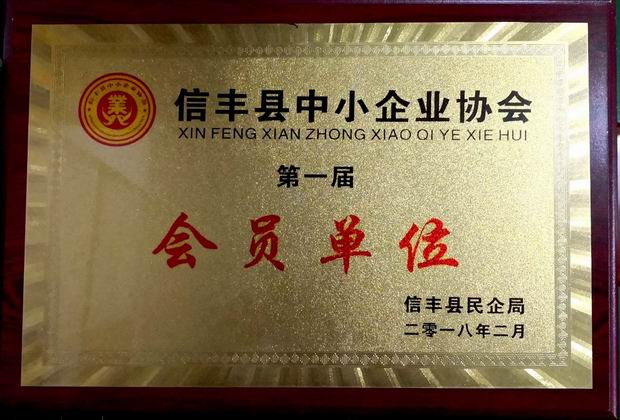 信丰县中小企业协会
XIN FENG XIAN ZHONG XIAO QI YE XIE HUI
第一届
会员单位
信丰县民企局
二零一八年二月